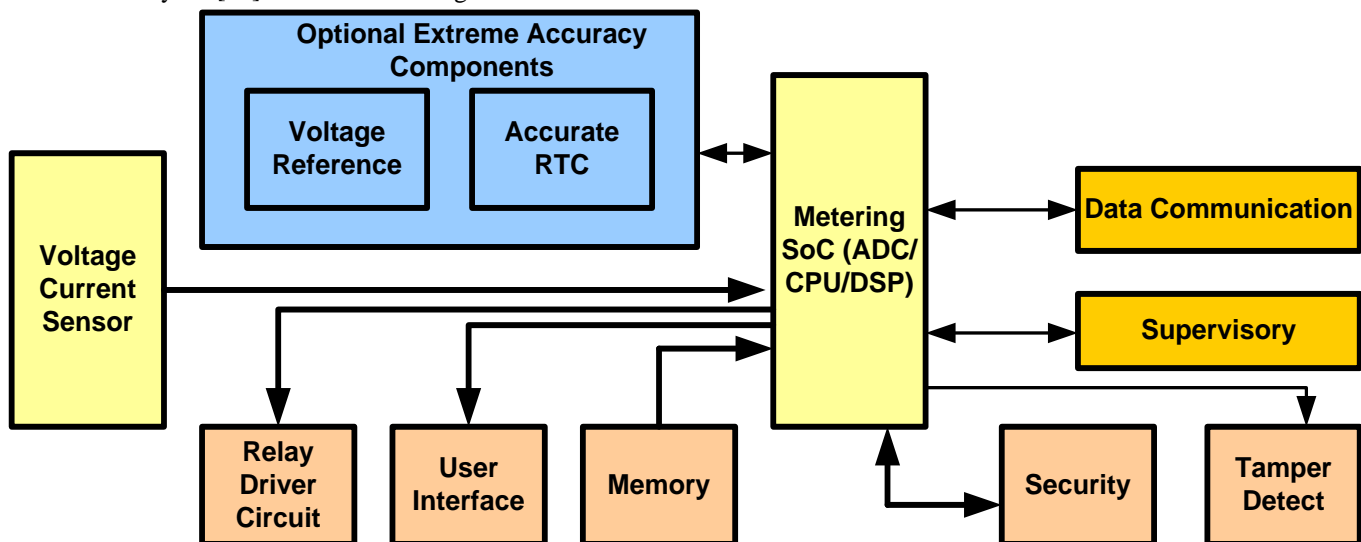 Optional Extreme Accuracy
Components
Voltage
Reference
Accurate
RTC
Voltage
Current
Sensor
Metering
SoC (ADC/
CPU/DSP)
Data Communication
Supervisory
Relay
Driver
Circuit
User
Interface
Memory
Security
Tamper
Detect